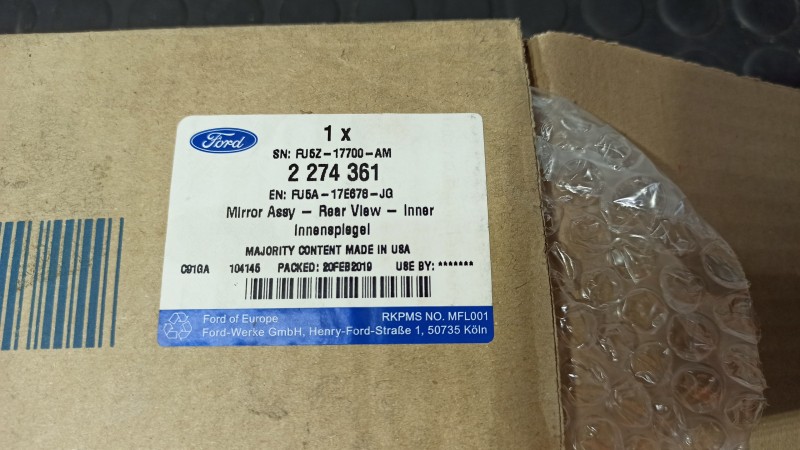 Ford
1 x
SN: FU5Z-17700-AM
2 274 361
EN: FU5A-17E678-JG
Mirror Assy - Rear View - Inner
Innenspiegel
MAJORITY CONTENT MADE IN USA
C91GA 104145 PACKED: 20FEB2019 USE BY: *******
Ford of Europe RKPMS NO. MFL001
Ford-Werke GmbH, Henry-Ford-Straße 1, 50735 Köln